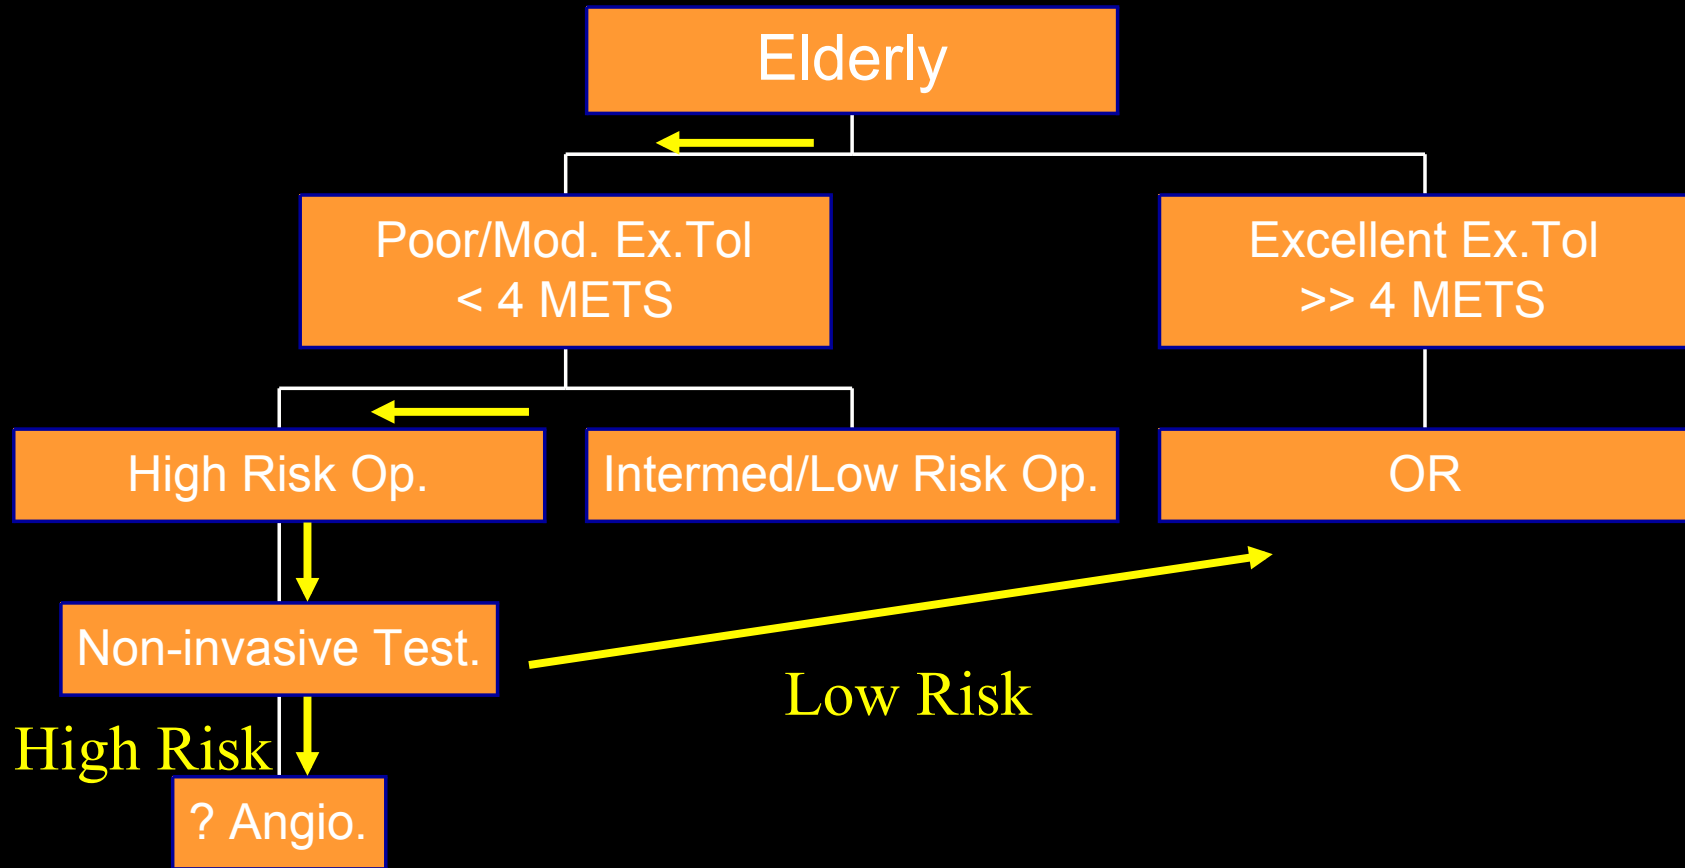 Elderly
Poor/Mod. Ex.Tol
< 4 METS
Excellent Ex.Tol
>> 4 METS
High Risk Op.
Intermed/Low Risk Op.
OR
Non-invasive Test.
Low Risk
High Risk
? Angio.